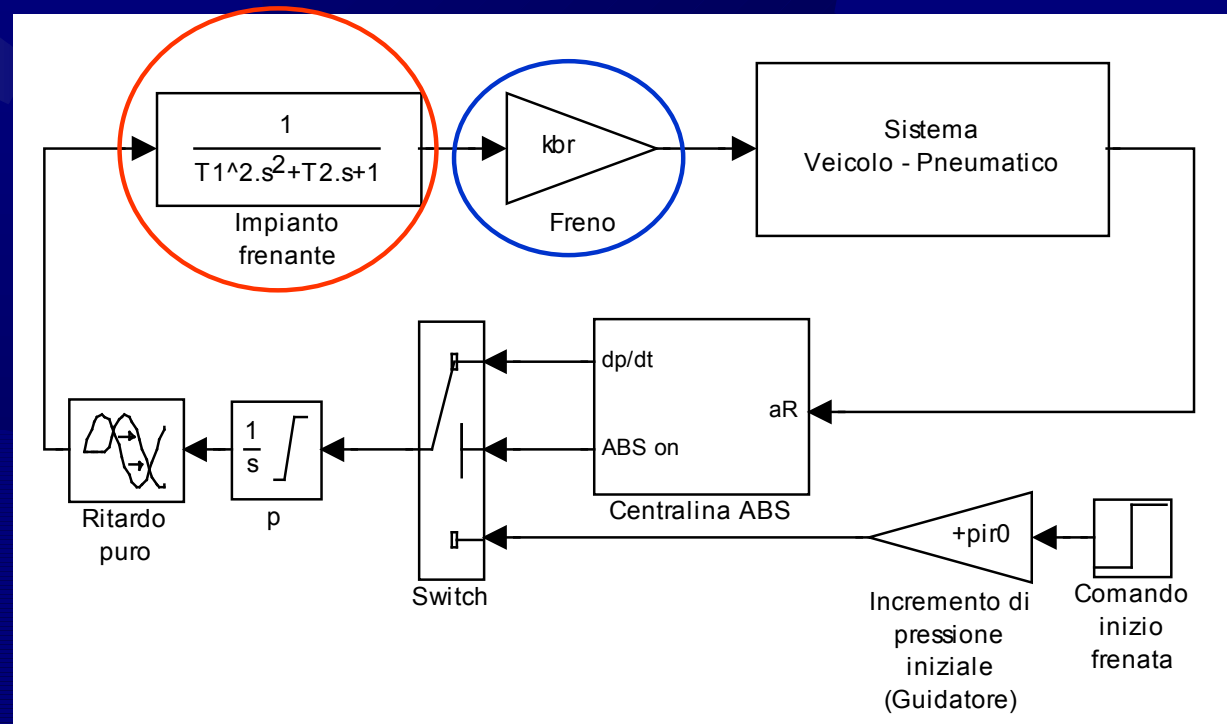 1
T1^2.s2+T2.s+1
Impianto
frenante
kbr
Freno
Sistema
Veicolo - Pneumatico
dp/dt
aR
ABS on
Centralina ABS
1
s
Ritardo
puro
p
Switch
+pir0
Incremento di
pressione
iniziale
(Guidatore)
Comando
inizio
frenata